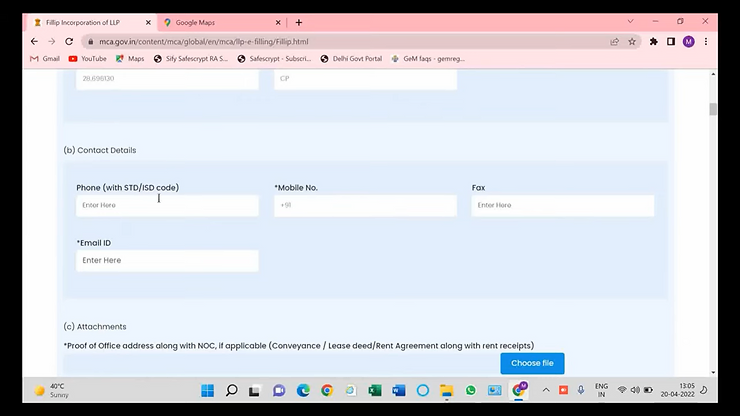 Fillip Incorporation of LLP
Google Maps
mca.gov.in/content/mca/global/en/mca/llp-e-filling/Fillip.html
M
Gmail
YouTube
Maps
Sify Safescrypt RA S...
Safescrypt - Subscri...
Delhi Govt Portal
GeM faqs - gemreg...
CP
(b) Contact Details
Phone (with STD/ISD code)
*Mobile No.
Fax
Enter Here
+91
Enter Here
*Email ID
Enter Here
(c) Attachments
*Proof of Office address along with NOC, if applicable (Conveyance / Lease deed/Rent Agreement along with rent receipts)
Choose file
40°C
Sunny
ENG
IN
13:05
20-04-2022